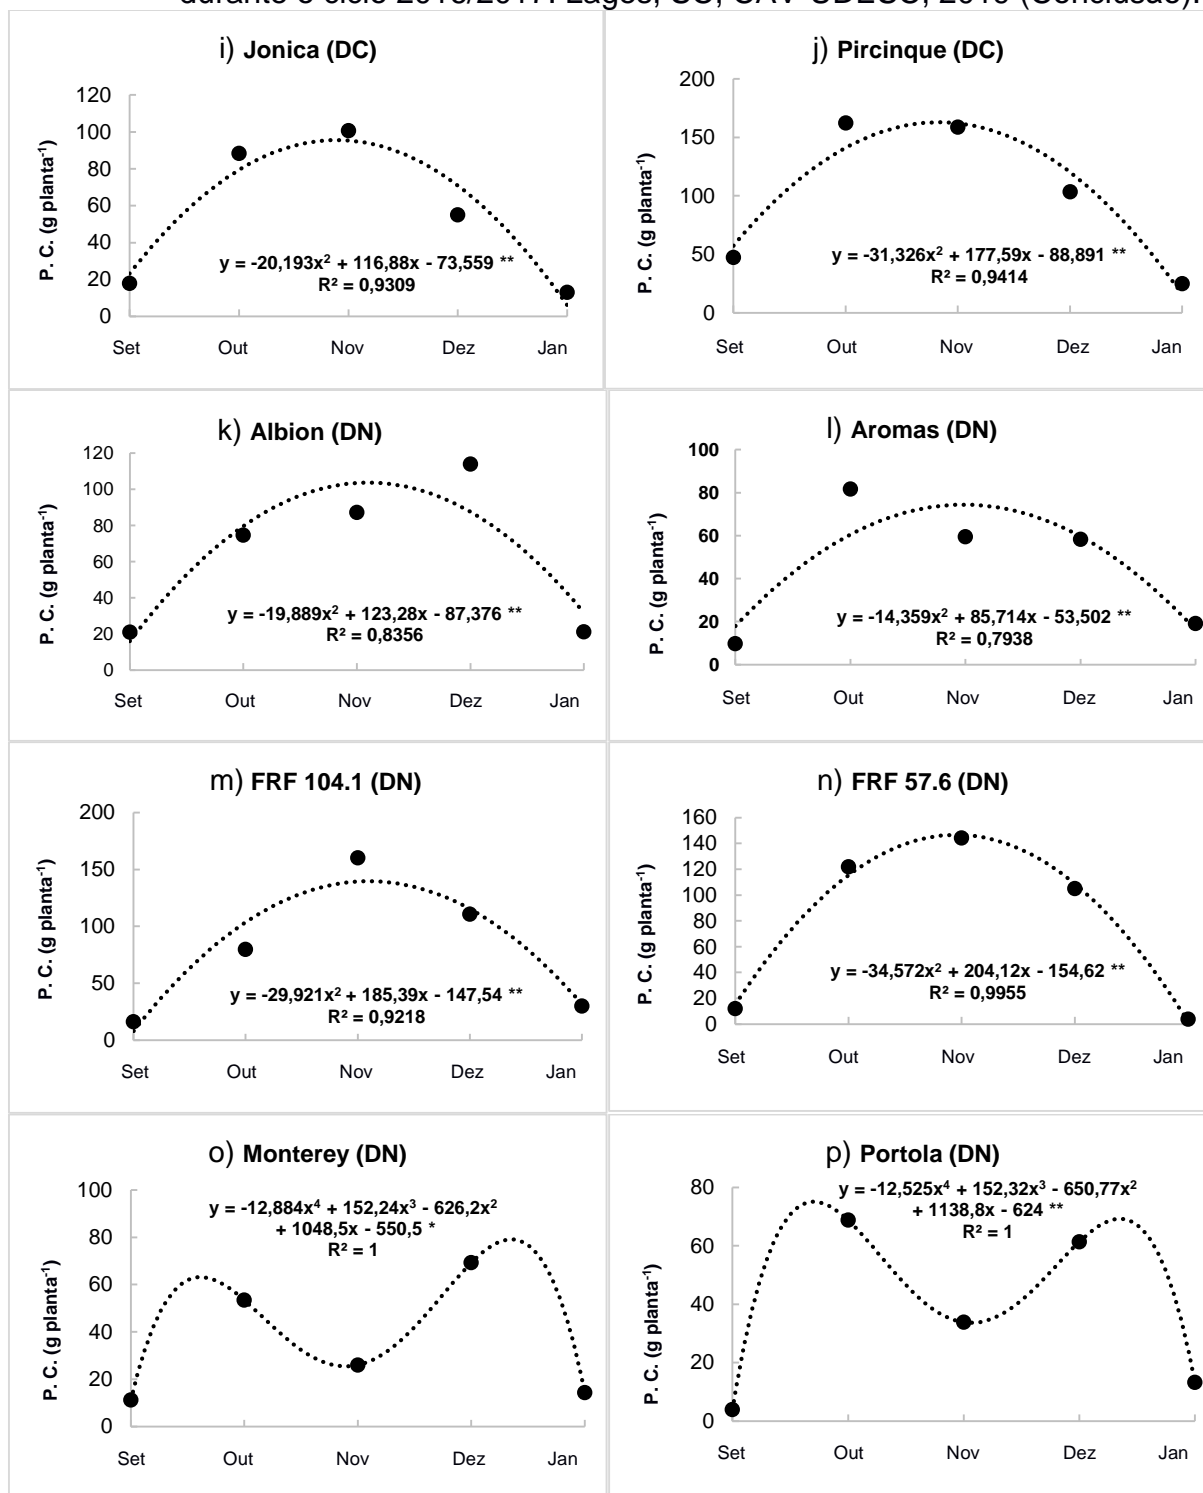 durante o ciclo 2016/2017. Lages, SC, CAV-UDESC, 2018 (Conclusão).
i) Jonica (DC)
P. C. (g planta-1)
120
100
80
60
40
20
0
y = -20,193x² + 116,88x - 73,559 **
R² = 0,9309
Set Out Nov Dez Jan
j) Pircinque (DC)
P. C. (g planta-1)
200
150
100
50
0
y = -31,326x² + 177,59x - 88,891 **
R² = 0,9414
Set Out Nov Dez Jan
k) Albion (DN)
P. C. (g planta-1)
120
100
80
60
40
20
0
y = -19,889x² + 123,28x - 87,376 **
R² = 0,8356
Set Out Nov Dez Jan
l) Aromas (DN)
P. C. (g planta-1)
100
80
60
40
20
0
y = -14,359x² + 85,714x - 53,502 **
R² = 0,7938
Set Out Nov Dez Jan
m) FRF 104.1 (DN)
P. C. (g planta-1)
200
150
100
50
0
y = -29,921x² + 185,39x - 147,54 **
R² = 0,9218
Set Out Nov Dez Jan
n) FRF 57.6 (DN)
P. C. (g planta-1)
160
140
120
100
80
60
40
20
0
y = -34,572x² + 204,12x - 154,62 **
R² = 0,9955
Set Out Nov Dez Jan
o) Monterey (DN)
P. C. (g planta-1)
100
80
60
40
20
0
y = -12,884x⁴ + 152,24x³ - 626,2x²
+ 1048,5x - 550,5 *
R² = 1
Set Out Nov Dez Jan
p) Portola (DN)
P. C. (g planta-1)
80
60
40
20
0
y = -12,525x⁴ + 152,32x³ - 650,77x²
+ 1138,8x - 624 **
R² = 1
Set Out Nov Dez Jan